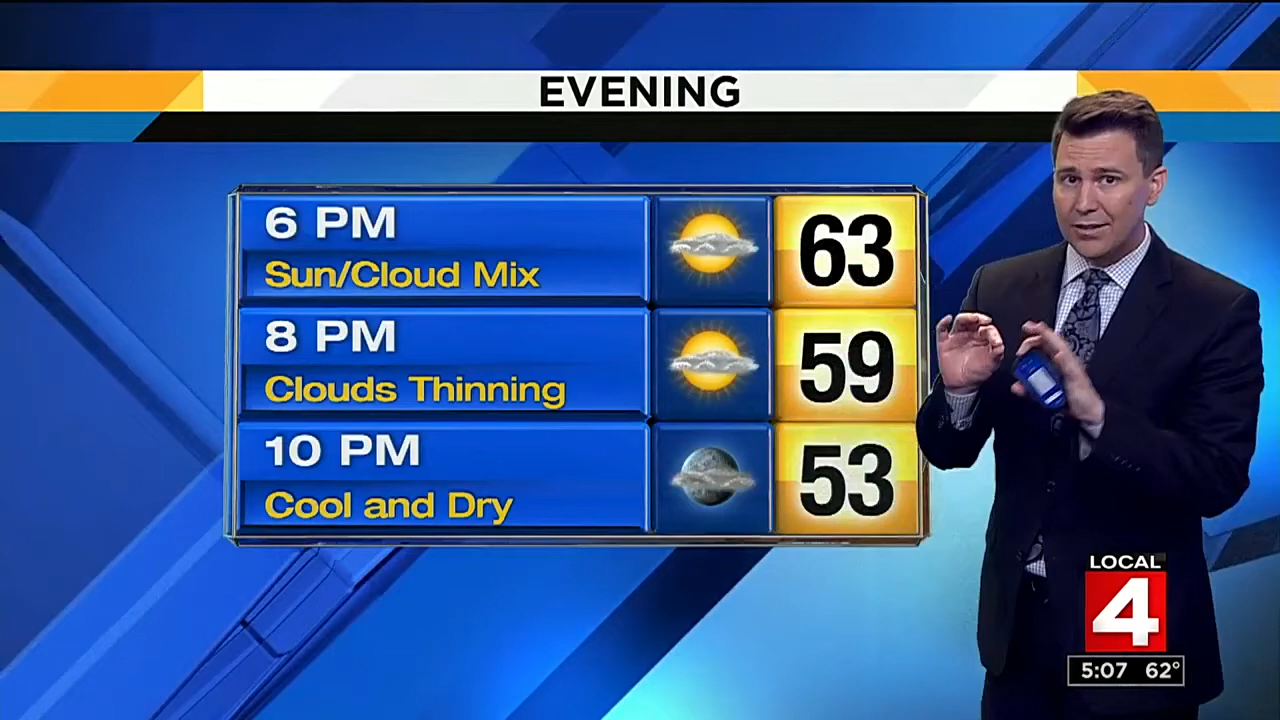 EVENING
6 PM
Sun/Cloud Mix
63
8 PM
Clouds Thinning
59
10 PM
Cool and Dry
53
LOCAL
4
5:07 62°